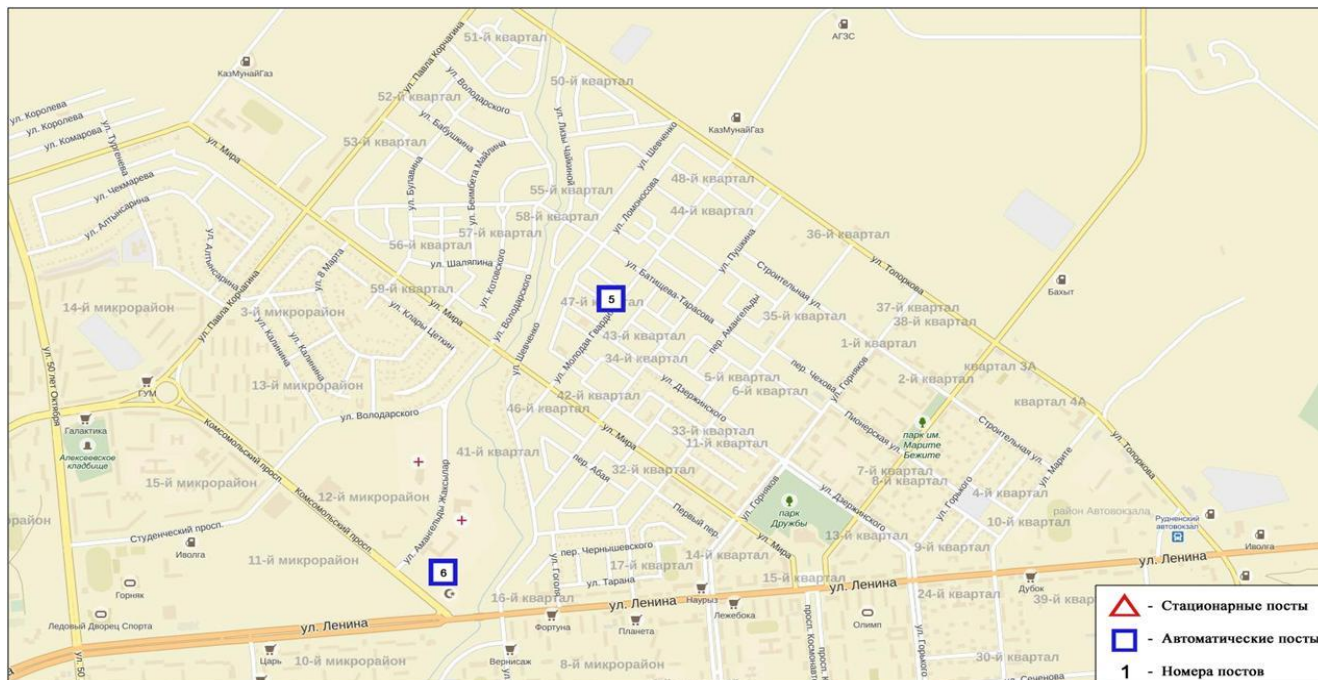 51-й квартал
АГЗС
ул. Павла Корчагина
КазМунайГаз
50-й квартал
52-й квартал
ул. Володарского
ул. Королева
ул. Королева
ул. Комарова
ул. Тургенева
ул. Бабушкина
ул. Лизы Чайкиной
КазМунайГаз
ул. Шевченко
53-й квартал
ул. Мира
ул. Булавина
ул. Беимбета Майлина
55-й квартал
48-й квартал
ул. Чекмарева
ул. Алтынсарина
ул. Ломоносова
44-й квартал
58-й квартал
57-й квартал
56-й квартал
36-й квартал
ул. Пушкина
ул. Алтынсарина
ул. 8 Марта
ул. Шаляпина
ул. Котовского
ул. Батищева-Тарасова
Строительная ул.
ул. Топоркова
ул. Павла Корчагина
59-й квартал
Бахыт
14-й микрорайон
3-й микрорайон
ул. Мира
ул. Володарского
47-й квартал
5
пер. Амангельды
37-й квартал
35-й квартал
38-й квартал
ул. Калинина
ул. Калинина
ул. Клары Цеткин
ул. Шевченко
ул. Молодая Гвардия
43-й квартал
34-й квартал
1-й квартал
ул. 50 лет Октября
5-й квартал
6-й квартал
пер. Чехова
ул. Горняков
2-й квартал
квартал 3А
13-й микрорайон
ГУМ
42-й квартал
ул. Дзержинского
квартал 4А
46-й квартал
ул. Володарского
Галактика
Комсомольский просп.
ул. Мира
33-й квартал
11-й квартал
Пионерская ул.
парк им.
Марите
Бежите
Строительная ул.
ул. Топоркова
Алексеевское
кладбище
41-й квартал
пер. Абая
32-й квартал
7-й квартал
8-й квартал
ул. Марите
15-й микрорайон
12-й микрорайон
ул. Амангельды Жаксылар
Комсомольский просп.
ул. Горняков
парк
Дружбы
ул. Дзержинского
ул. Горького
4-й квартал
район Автовокзала
Рудненский
автовокзал
Студенческий просп.
Иволга
Первый пер.
10-й квартал
13-й квартал
Иволга
11-й микрорайон
пер. Чернышевского
14-й квартал
ул. Мира
9-й квартал
ул. Ленина
6
ул. Гоголя
17-й квартал
ул. Тарана
15-й квартал
Горняк
16-й квартал
Наурыз
ул. Ленина
24-й квартал
Дубок
ул. Ленина
Ледовый Дворец Спорта
ул. Ленина
Фортуна
Планета
Лежебока
Олимп
Царь
10-й микрорайон
Вернисаж
8-й микрорайон
ул. Горького
30-й квартал
- Стационарные посты
- Автоматические посты
1 - Номера постов